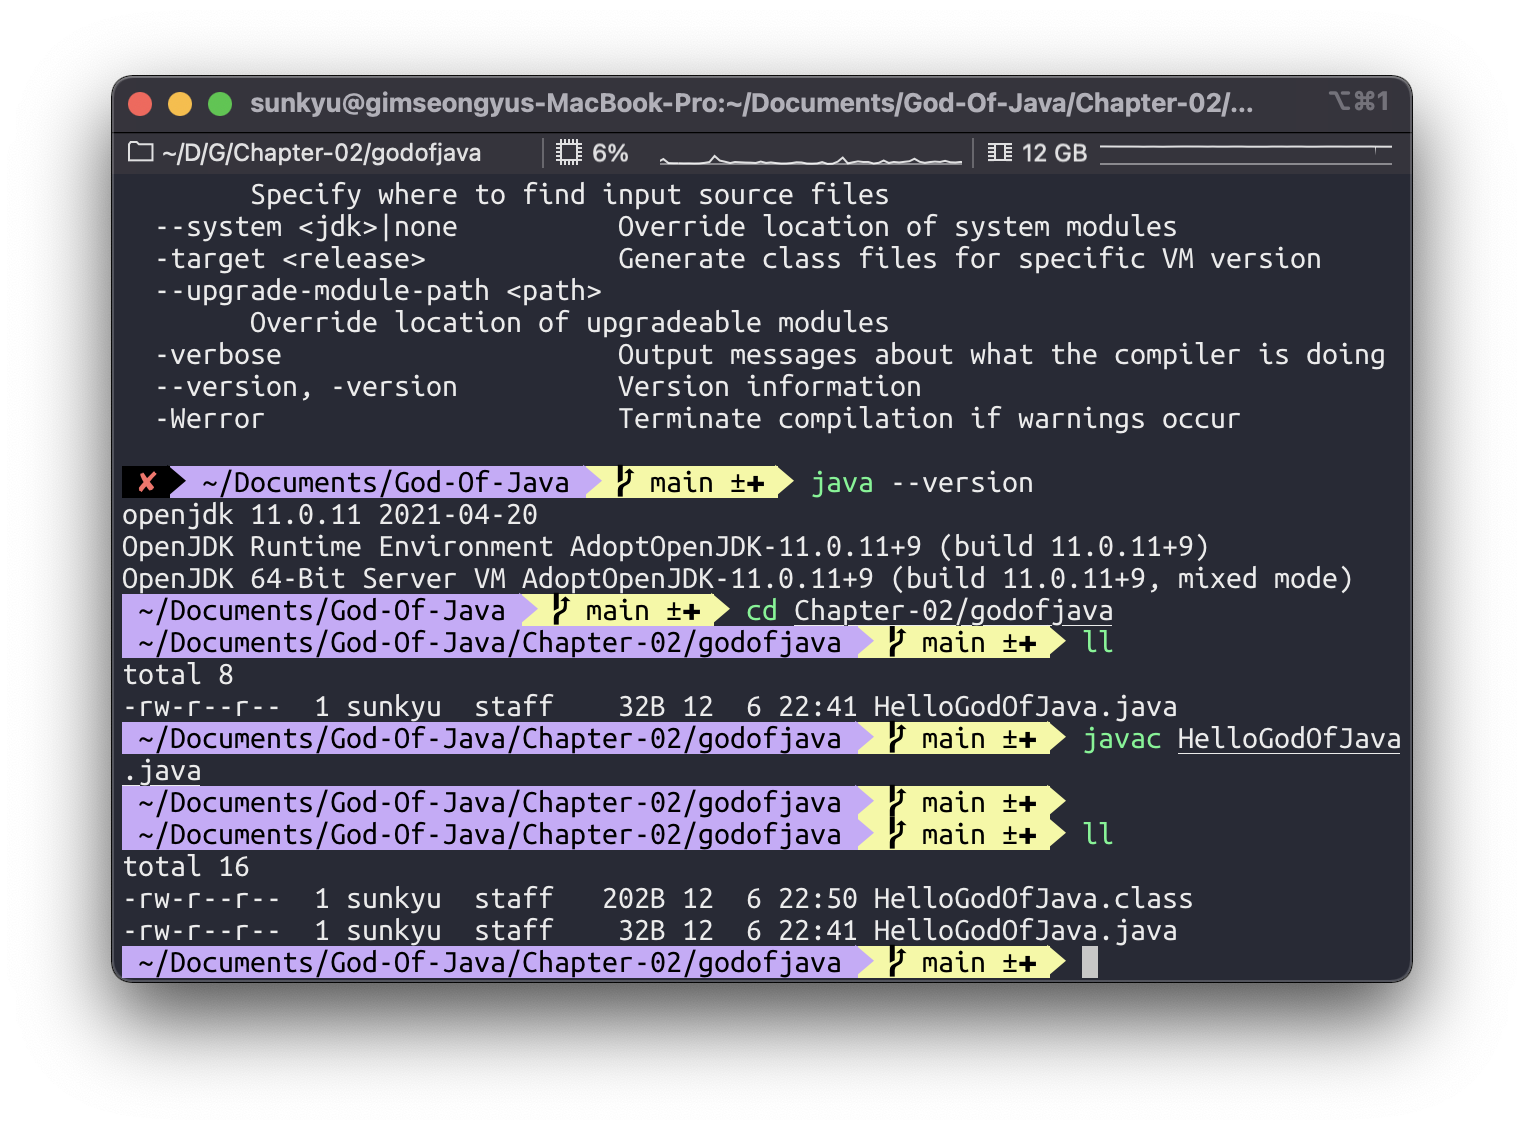 sunkyu@gimseongyus-MacBook-Pro:~/Documents/God-Of-Java/Chapter-02/... ⌥⌘1
~/D/G/Chapter-02/godofjava 6% 12 GB
Specify where to find input source files
--system <jdk>|none Override location of system modules
-target <release> Generate class files for specific VM version
--upgrade-module-path <path>
Override location of upgradeable modules
-verbose Output messages about what the compiler is doing
--version, -version Version information
-Werror Terminate compilation if warnings occur
✘ ~/Documents/God-Of-Java main ±✚ java --version
openjdk 11.0.11 2021-04-20
OpenJDK Runtime Environment AdoptOpenJDK-11.0.11+9 (build 11.0.11+9)
OpenJDK 64-Bit Server VM AdoptOpenJDK-11.0.11+9 (build 11.0.11+9, mixed mode)
~/Documents/God-Of-Java main ±✚ cd Chapter-02/godofjava
~/Documents/God-Of-Java/Chapter-02/godofjava main ±✚ ll
total 8
-rw-r--r-- 1 sunkyu staff 32B 12 6 22:41 HelloGodOfJava.java
~/Documents/God-Of-Java/Chapter-02/godofjava main ±✚ javac HelloGodOfJava
.java
~/Documents/God-Of-Java/Chapter-02/godofjava main ±✚
~/Documents/God-Of-Java/Chapter-02/godofjava main ±✚ ll
total 16
-rw-r--r-- 1 sunkyu staff 202B 12 6 22:50 HelloGodOfJava.class
-rw-r--r-- 1 sunkyu staff 32B 12 6 22:41 HelloGodOfJava.java
~/Documents/God-Of-Java/Chapter-02/godofjava main ±✚